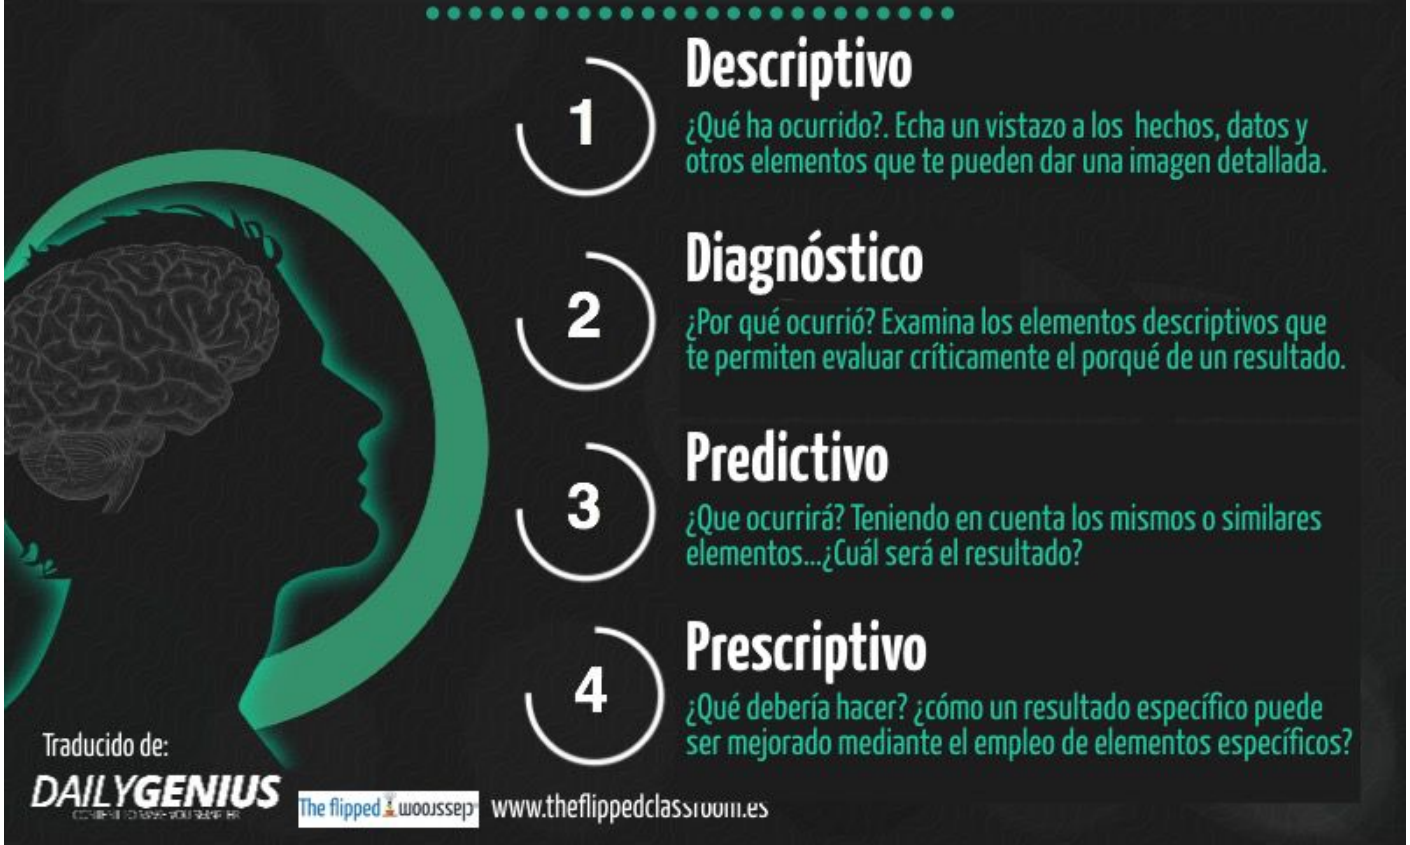 1
Descriptivo
¿Qué ha ocurrido?. Echa un vistazo a los hechos, datos y
otros elementos que te pueden dar una imagen detallada.
2
Diagnóstico
¿Por qué ocurrió? Examina los elementos descriptivos que
te permiten evaluar críticamente el porqué de un resultado.
3
Predictivo
¿Que ocurrirá? Teniendo en cuenta los mismos o similares
elementos...¿Cuál será el resultado?
4
Prescriptivo
¿Qué debería hacer? ¿cómo un resultado específico puede
ser mejorado mediante el empleo de elementos específicos?
Traducido de:
DAILYGENIUS
The flipped classroom
www.theflippedclassroom.es